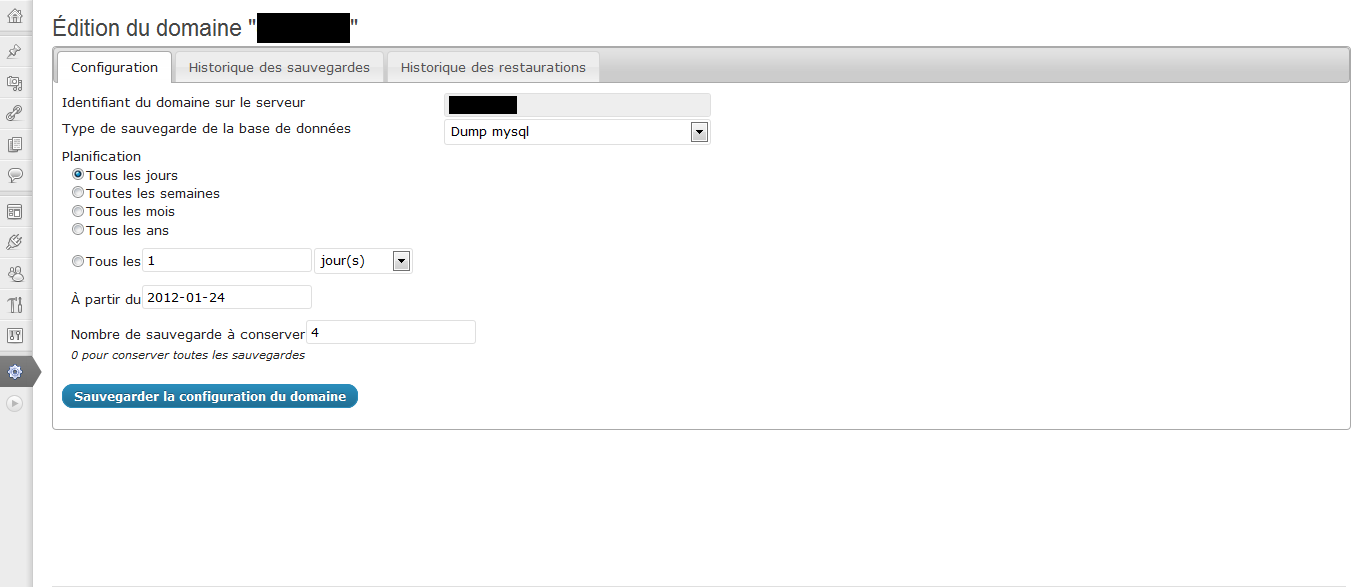 Édition du domaine " "
Configuration
Historique des sauvegardes
Historique des restaurations
Identifiant du domaine sur le serveur
Type de sauvegarde de la base de données
Dump mysql
Planification
Tous les jours
Toutes les semaines
Tous les mois
Tous les ans
Tous les 1 jour(s)
À partir du 2012-01-24
Nombre de sauvegarde à conserver 4
0 pour conserver toutes les sauvegardes
Sauvegarder la configuration du domaine